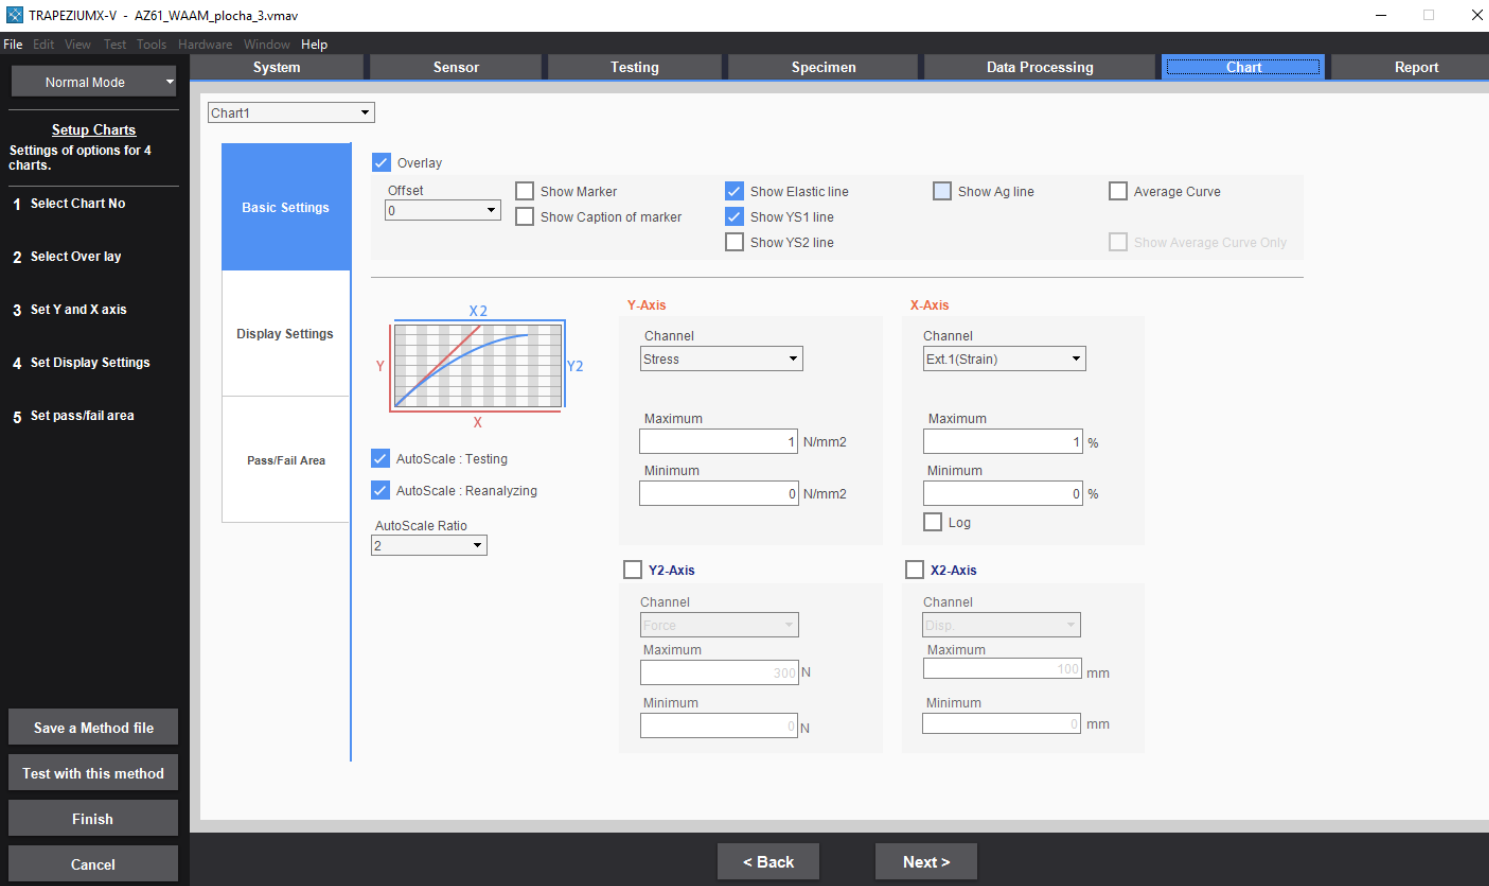 TRAPEZIUMX-V - AZ61_WAAM_plocha_3.vmav
File Edit View Test Tools Hardware Window Help
Normal Mode
System Sensor Testing Specimen Data Processing Chart Report
Setup Charts
Settings of options for 4
charts.
1 Select Chart No
2 Select Over lay
3 Set Y and X axis
4 Set Display Settings
5 Set pass/fail area
Save a Method file
Test with this method
Finish
Cancel
Chart1
Basic Settings
Display Settings
Pass/Fail Area
Overlay
Offset
0
Show Marker
Show Caption of marker
Show Elastic line
Show YS1 line
Show YS2 line
Show Ag line
Average Curve
Show Average Curve Only
X2
Y
Y2
X
AutoScale : Testing
AutoScale : Reanalyzing
AutoScale Ratio
2
Y-Axis
Channel
Stress
Maximum
1 N/mm2
Minimum
0 N/mm2
X-Axis
Channel
Ext.1(Strain)
Maximum
1 %
Minimum
0 %
Log
Y2-Axis
Channel
Force
Maximum
300 N
Minimum
0 N
X2-Axis
Channel
Disp.
Maximum
100 mm
Minimum
0 mm
< Back
Next >